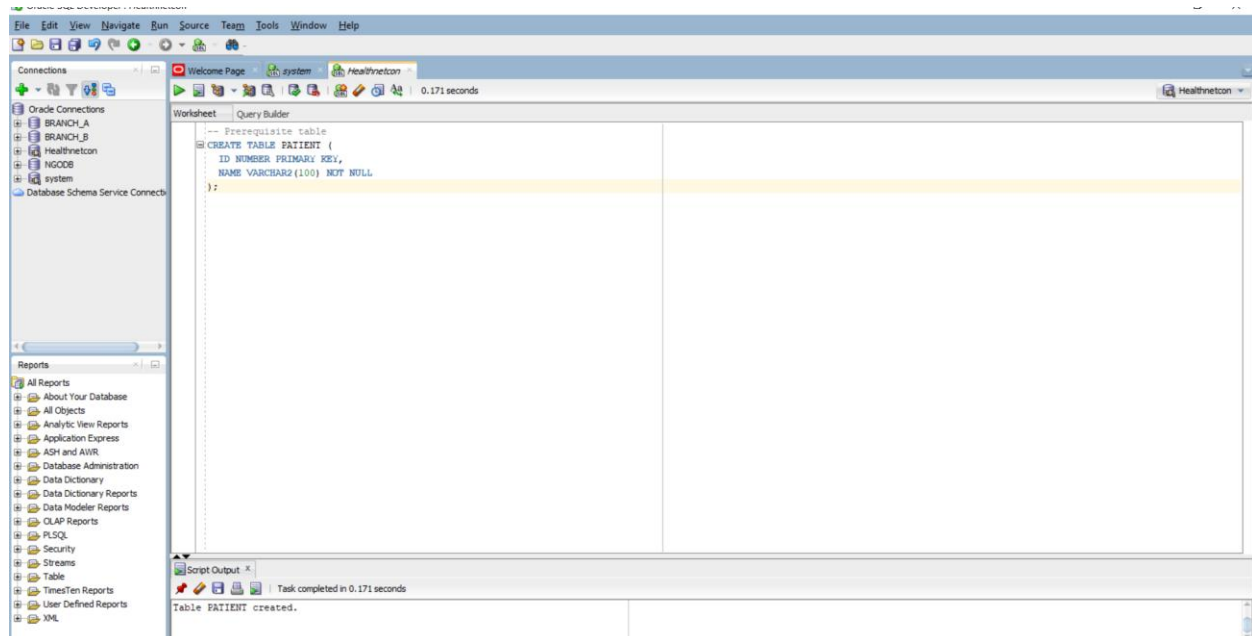 File Edit View Navigate Run Source Team Tools Window Help
Connections
Oracle Connections
BRANCH_A
BRANCH_B
Healthnetcon
NGODB
system
Database Schema Service Connecti
Reports
All Reports
About Your Database
All Objects
Analytic View Reports
Application Express
ASH and AWR
Database Administration
Data Dictionary
Data Dictionary Reports
Data Modeler Reports
OLAP Reports
PLSQL
Security
Streams
Table
TimesTen Reports
User Defined Reports
XML
Welcome Page system Healthnetcon
0.171 seconds Healthnetcon
Worksheet Query Builder
-- Prerequisite table
CREATE TABLE PATIENT (
ID NUMBER PRIMARY KEY,
NAME VARCHAR2(100) NOT NULL
);
Script Output
Task completed in 0.171 seconds
Table PATIENT created.